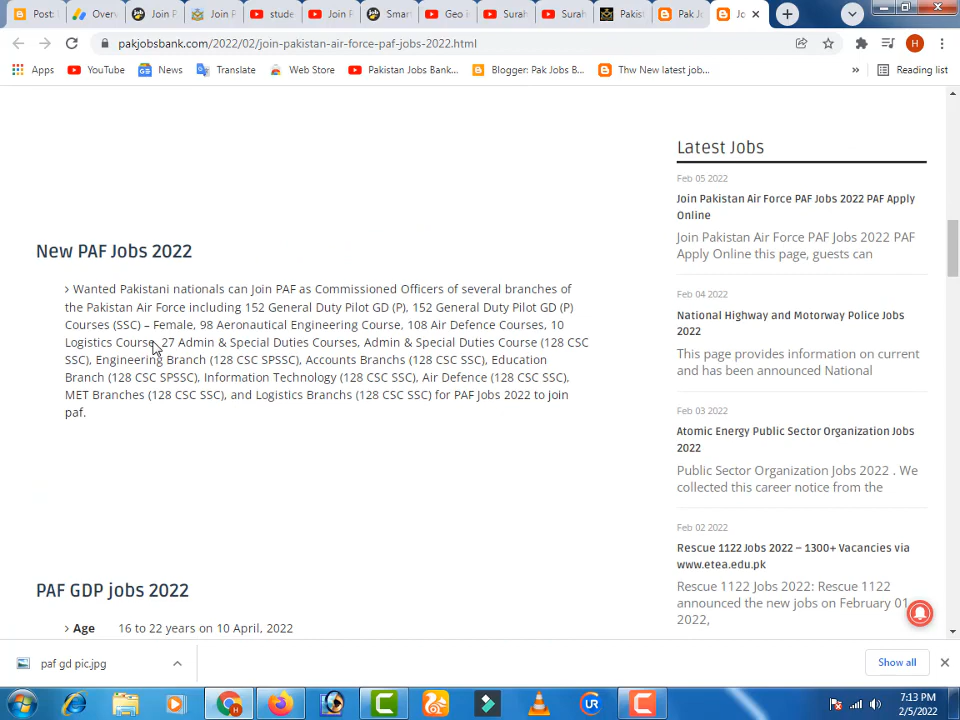 Post: Over Join P Join P stude Join P Smar Geo i Surah Surah Pakist Pak Jo Jo
pakjobsbank.com/2022/02/join-pakistan-air-force-paf-jobs-2022.html
H
Apps YouTube News Translate Web Store Pakistan Jobs Bank... Blogger: Pak Jobs B... Thw New latest job... » Reading list
Latest Jobs
Feb 05 2022
Join Pakistan Air Force PAF Jobs 2022 PAF Apply
Online
Join Pakistan Air Force PAF Jobs 2022 PAF
Apply Online this page, guests can
Feb 04 2022
National Highway and Motorway Police Jobs
2022
This page provides information on current
and has been announced National
Feb 03 2022
Atomic Energy Public Sector Organization Jobs
2022
Public Sector Organization Jobs 2022 . We
collected this career notice from the
Feb 02 2022
Rescue 1122 Jobs 2022 – 1300+ Vacancies via
www.etea.edu.pk
Rescue 1122 Jobs 2022: Rescue 1122
announced the new jobs on February 01,
2022,
New PAF Jobs 2022
› Wanted Pakistani nationals can Join PAF as Commissioned Officers of several branches of
the Pakistan Air Force including 152 General Duty Pilot GD (P), 152 General Duty Pilot GD (P)
Courses (SSC) – Female, 98 Aeronautical Engineering Course, 108 Air Defence Courses, 10
Logistics Course, 27 Admin & Special Duties Courses, Admin & Special Duties Course (128 CSC
SSC), Engineering Branch (128 CSC SPSSC), Accounts Branchs (128 CSC SSC), Education
Branch (128 CSC SPSSC), Information Technology (128 CSC SSC), Air Defence (128 CSC SSC),
MET Branches (128 CSC SSC), and Logistics Branchs (128 CSC SSC) for PAF Jobs 2022 to join
paf.
PAF GDP jobs 2022
› Age 16 to 22 years on 10 April, 2022
paf gd pic.jpg
Show all
UR
7:13 PM
2/5/2022